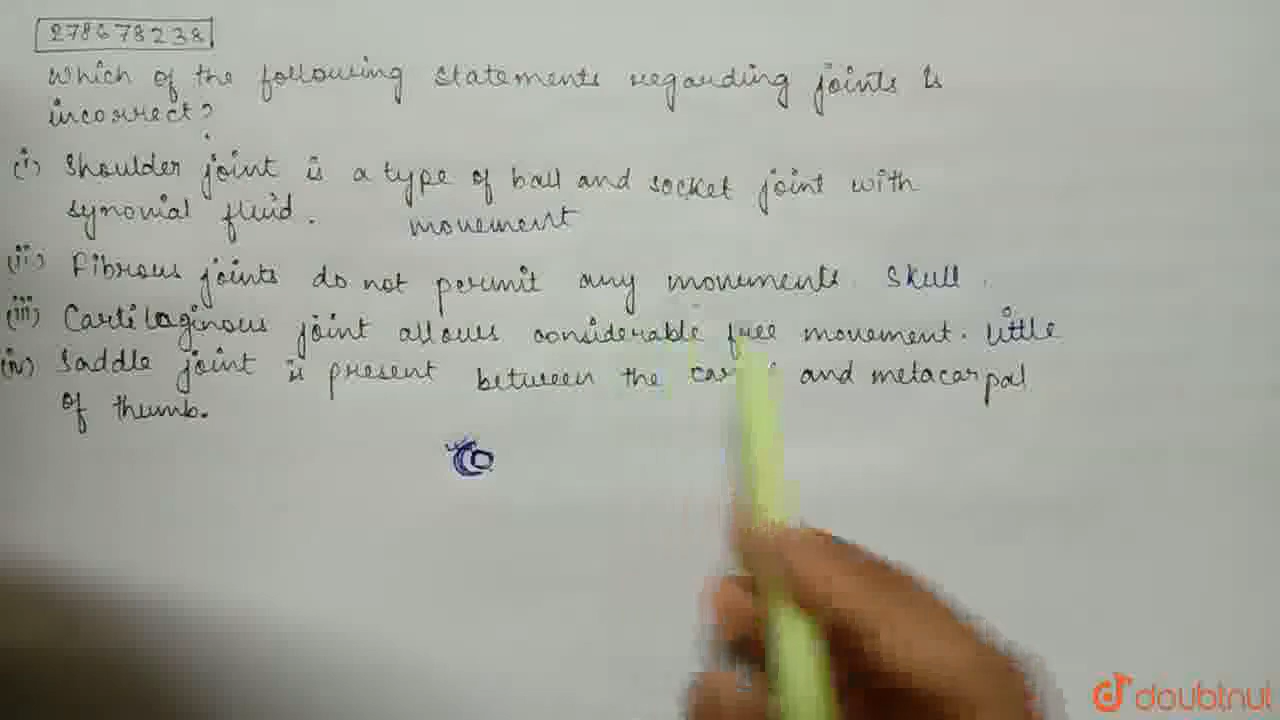 278678238
Which of the following statements regarding joints is
incorrect?
(i) Shoulder joint is a type of ball and socket joint with
synovial fluid. movement
(ii) Fibrous joints do not permit any movements. Skull.
(iii) Cartilaginous joint allows considerable free movement. little
(iv) Saddle joint is present between the and metacarpal
of thumb.
doubtnut